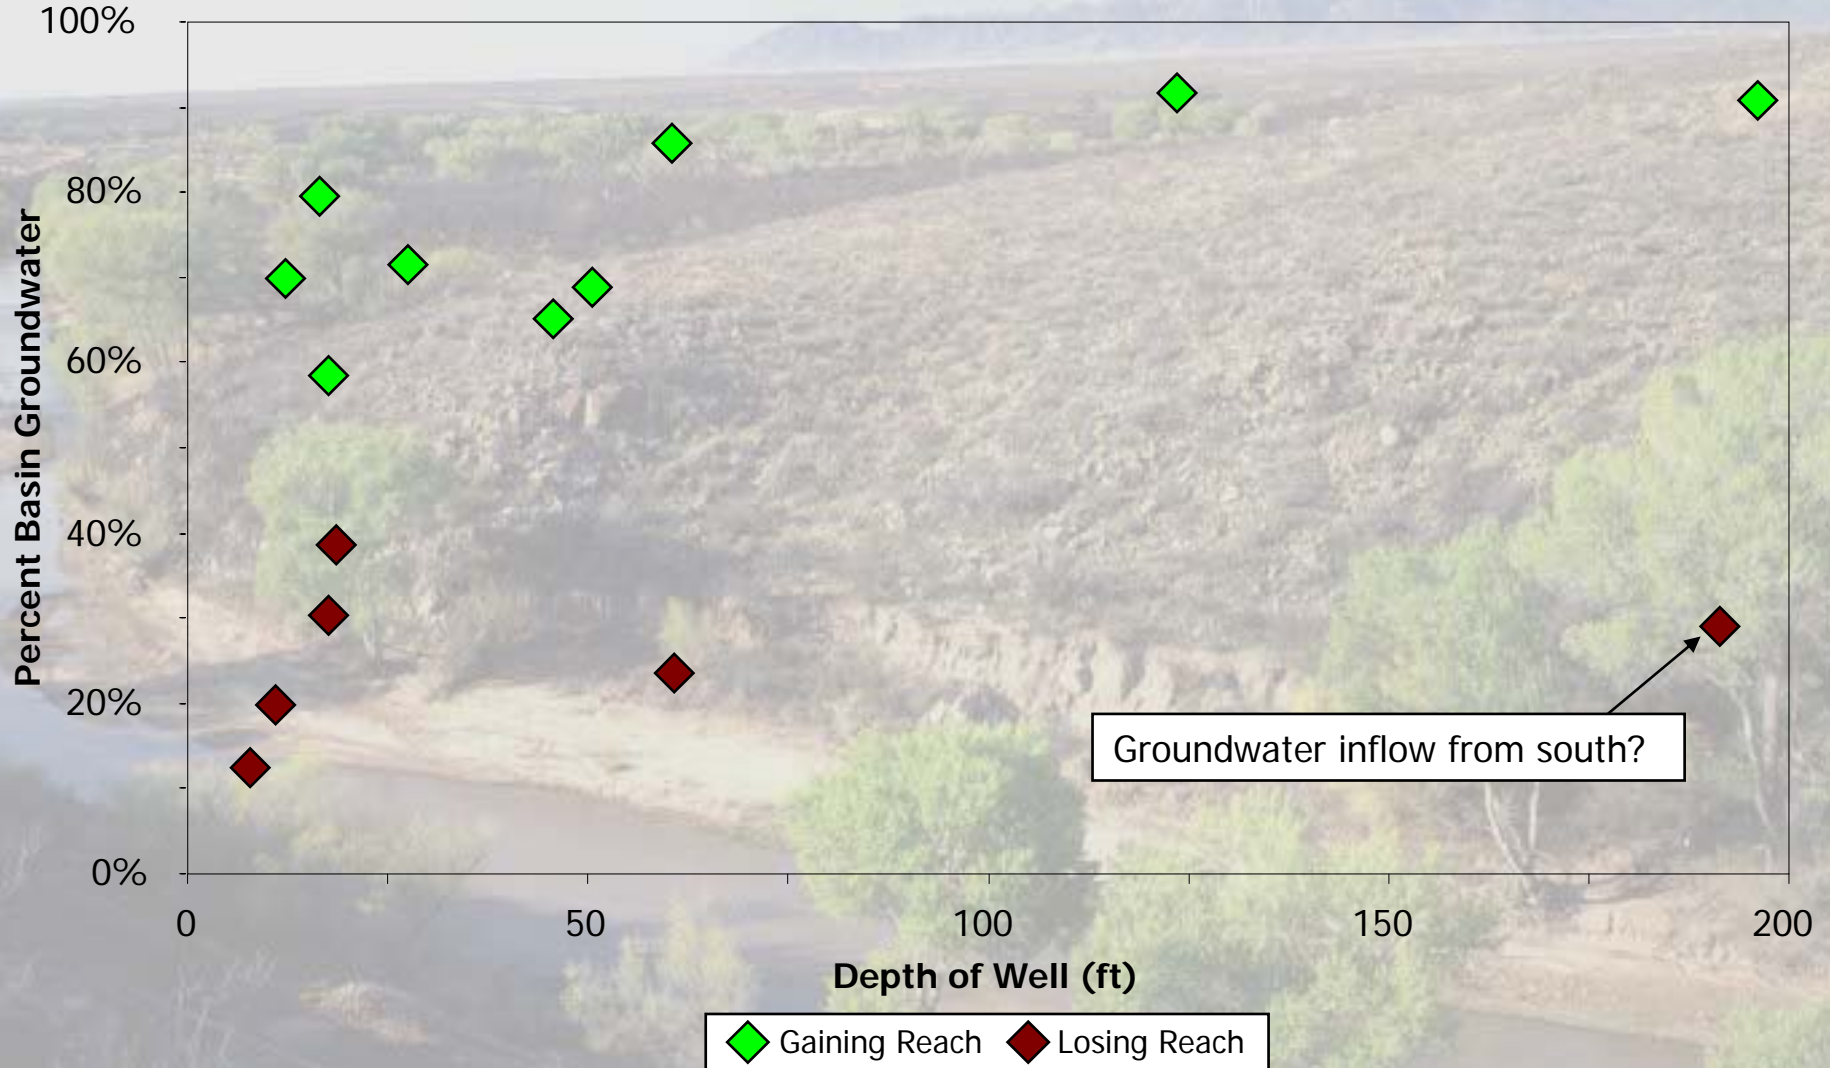 100%
80%
60%
40%
20%
0%
Percent Basin Groundwater
Groundwater inflow from south?
0 50 100 150 200
Depth of Well (ft)
Gaining Reach Losing Reach